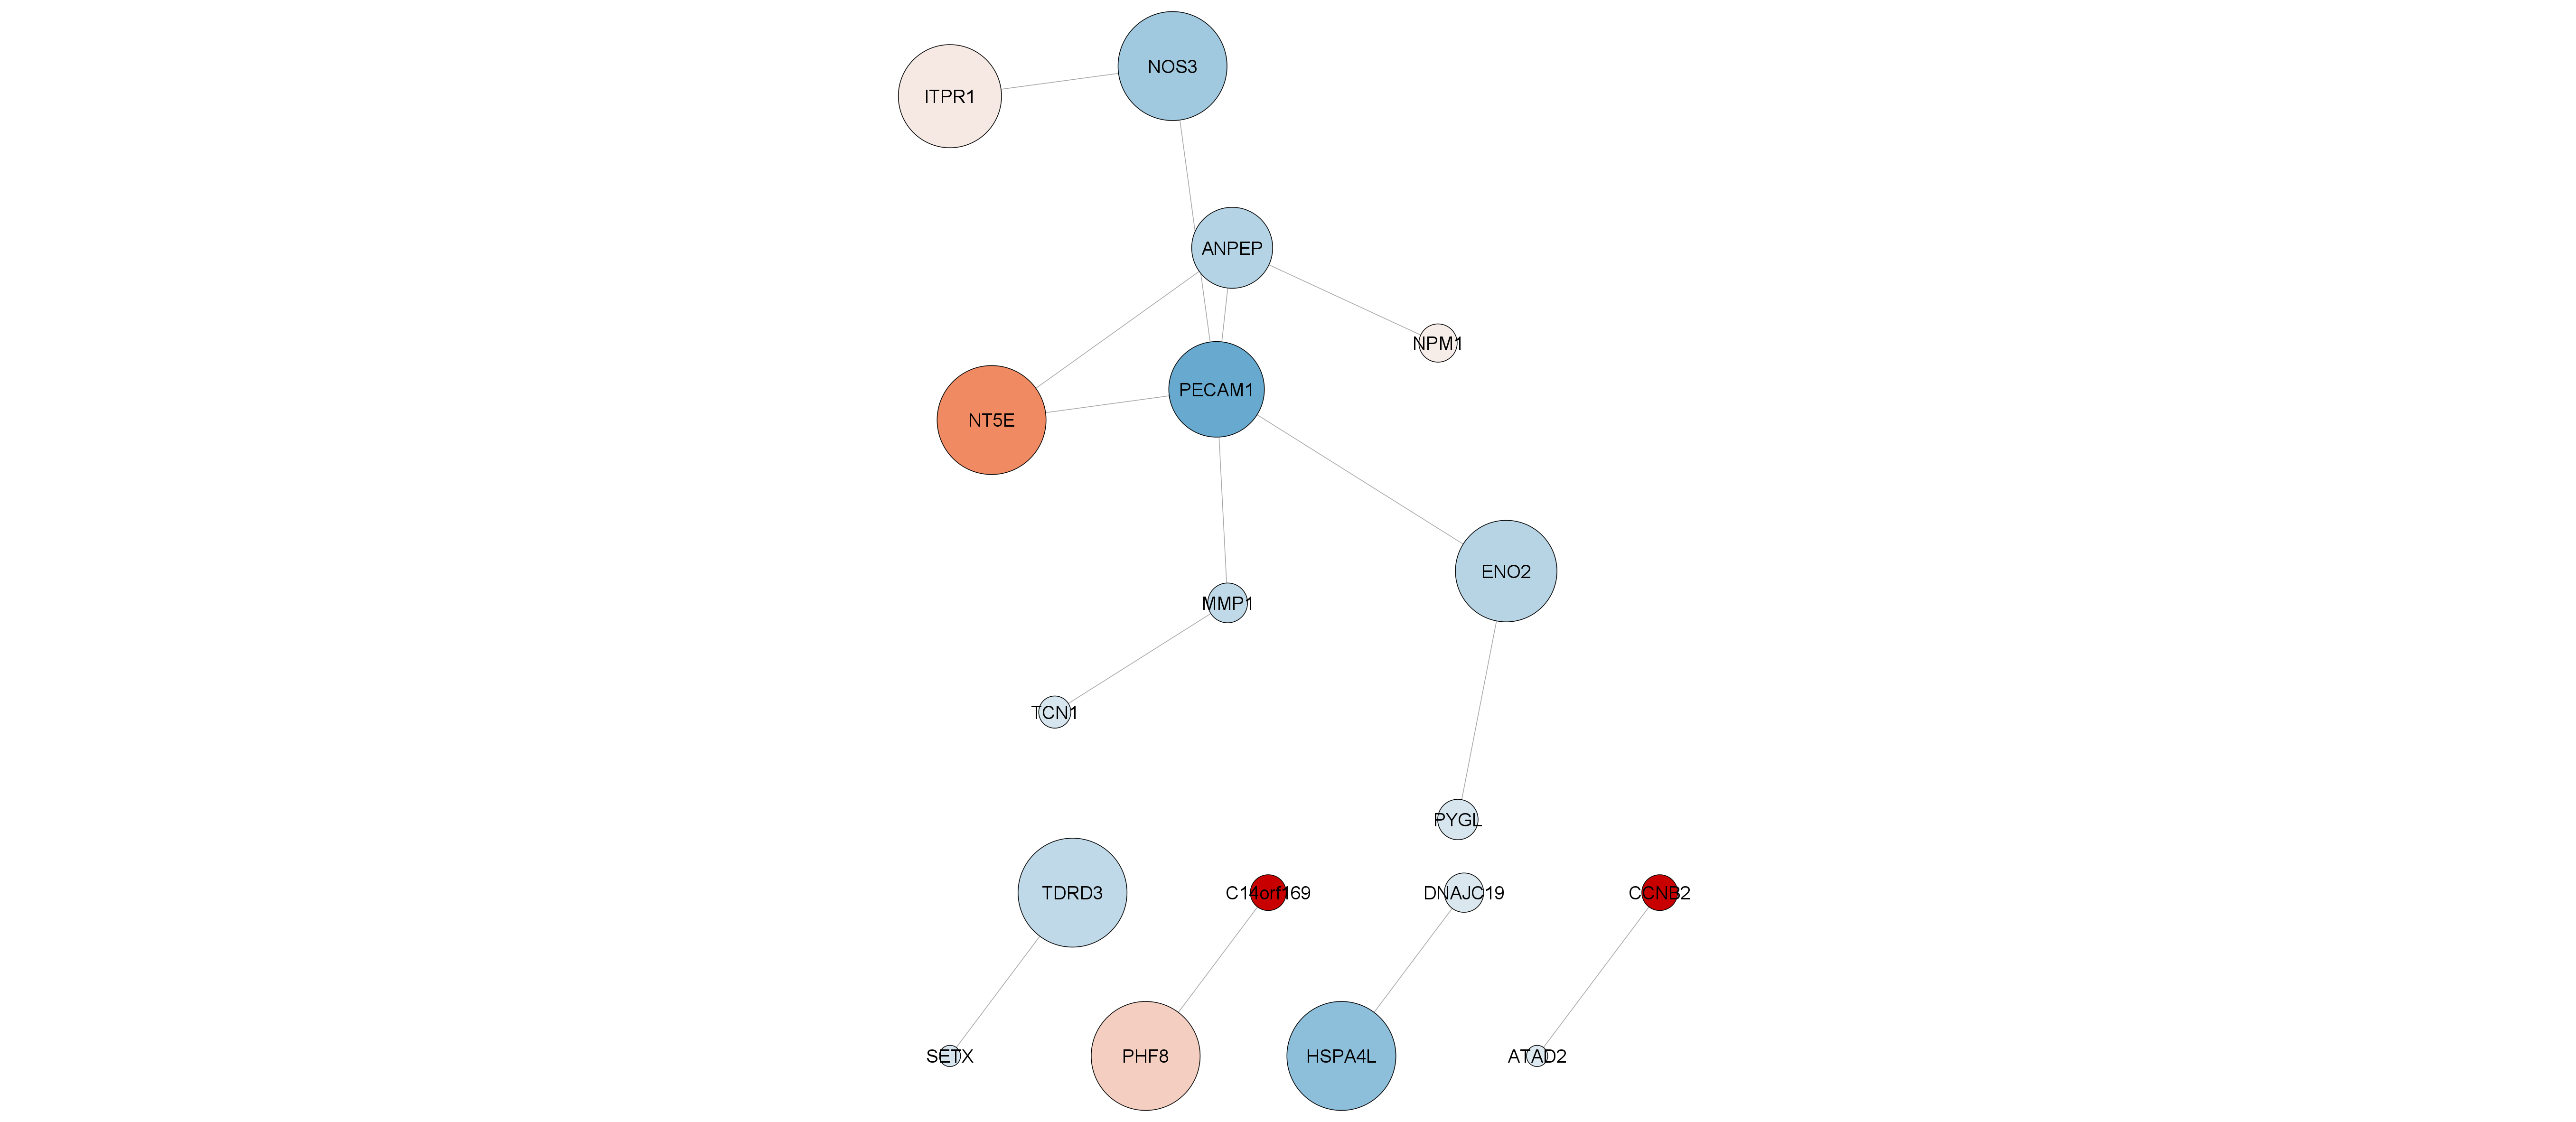 NOS3
ITPR1
ANPEP
NPM1
PECAM1
NT5E
ENO2
MMP1
TCN1
PYGL
TDRD3
C14orf169
DNAJC19
CCNB2
SETX
PHF8
HSPA4L
ATAD2